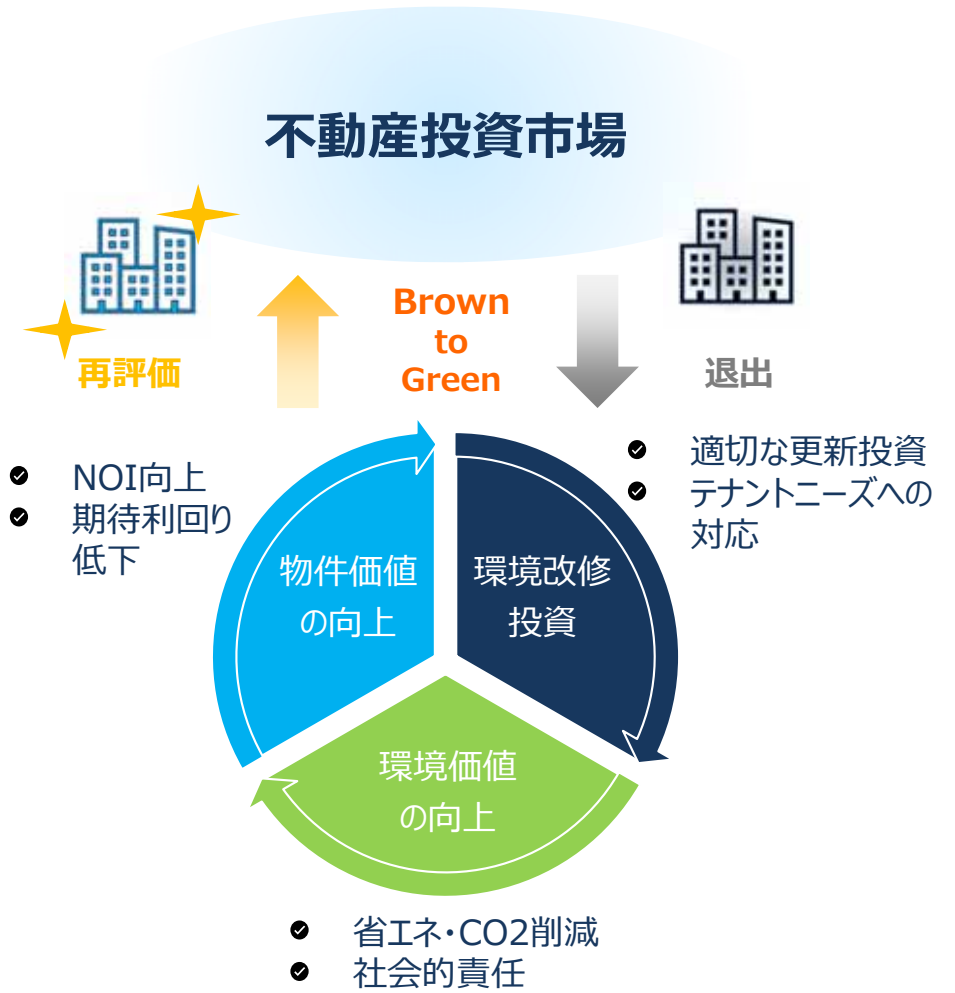 不動産投資市場
Brown
to
Green
再評価
退出
NOI向上
期待利回り
低下
適切な更新投資
テナントニーズへの
対応
物件価値
の向上
環境改修
投資
環境価値
の向上
省エネ・CO2削減
社会的責任